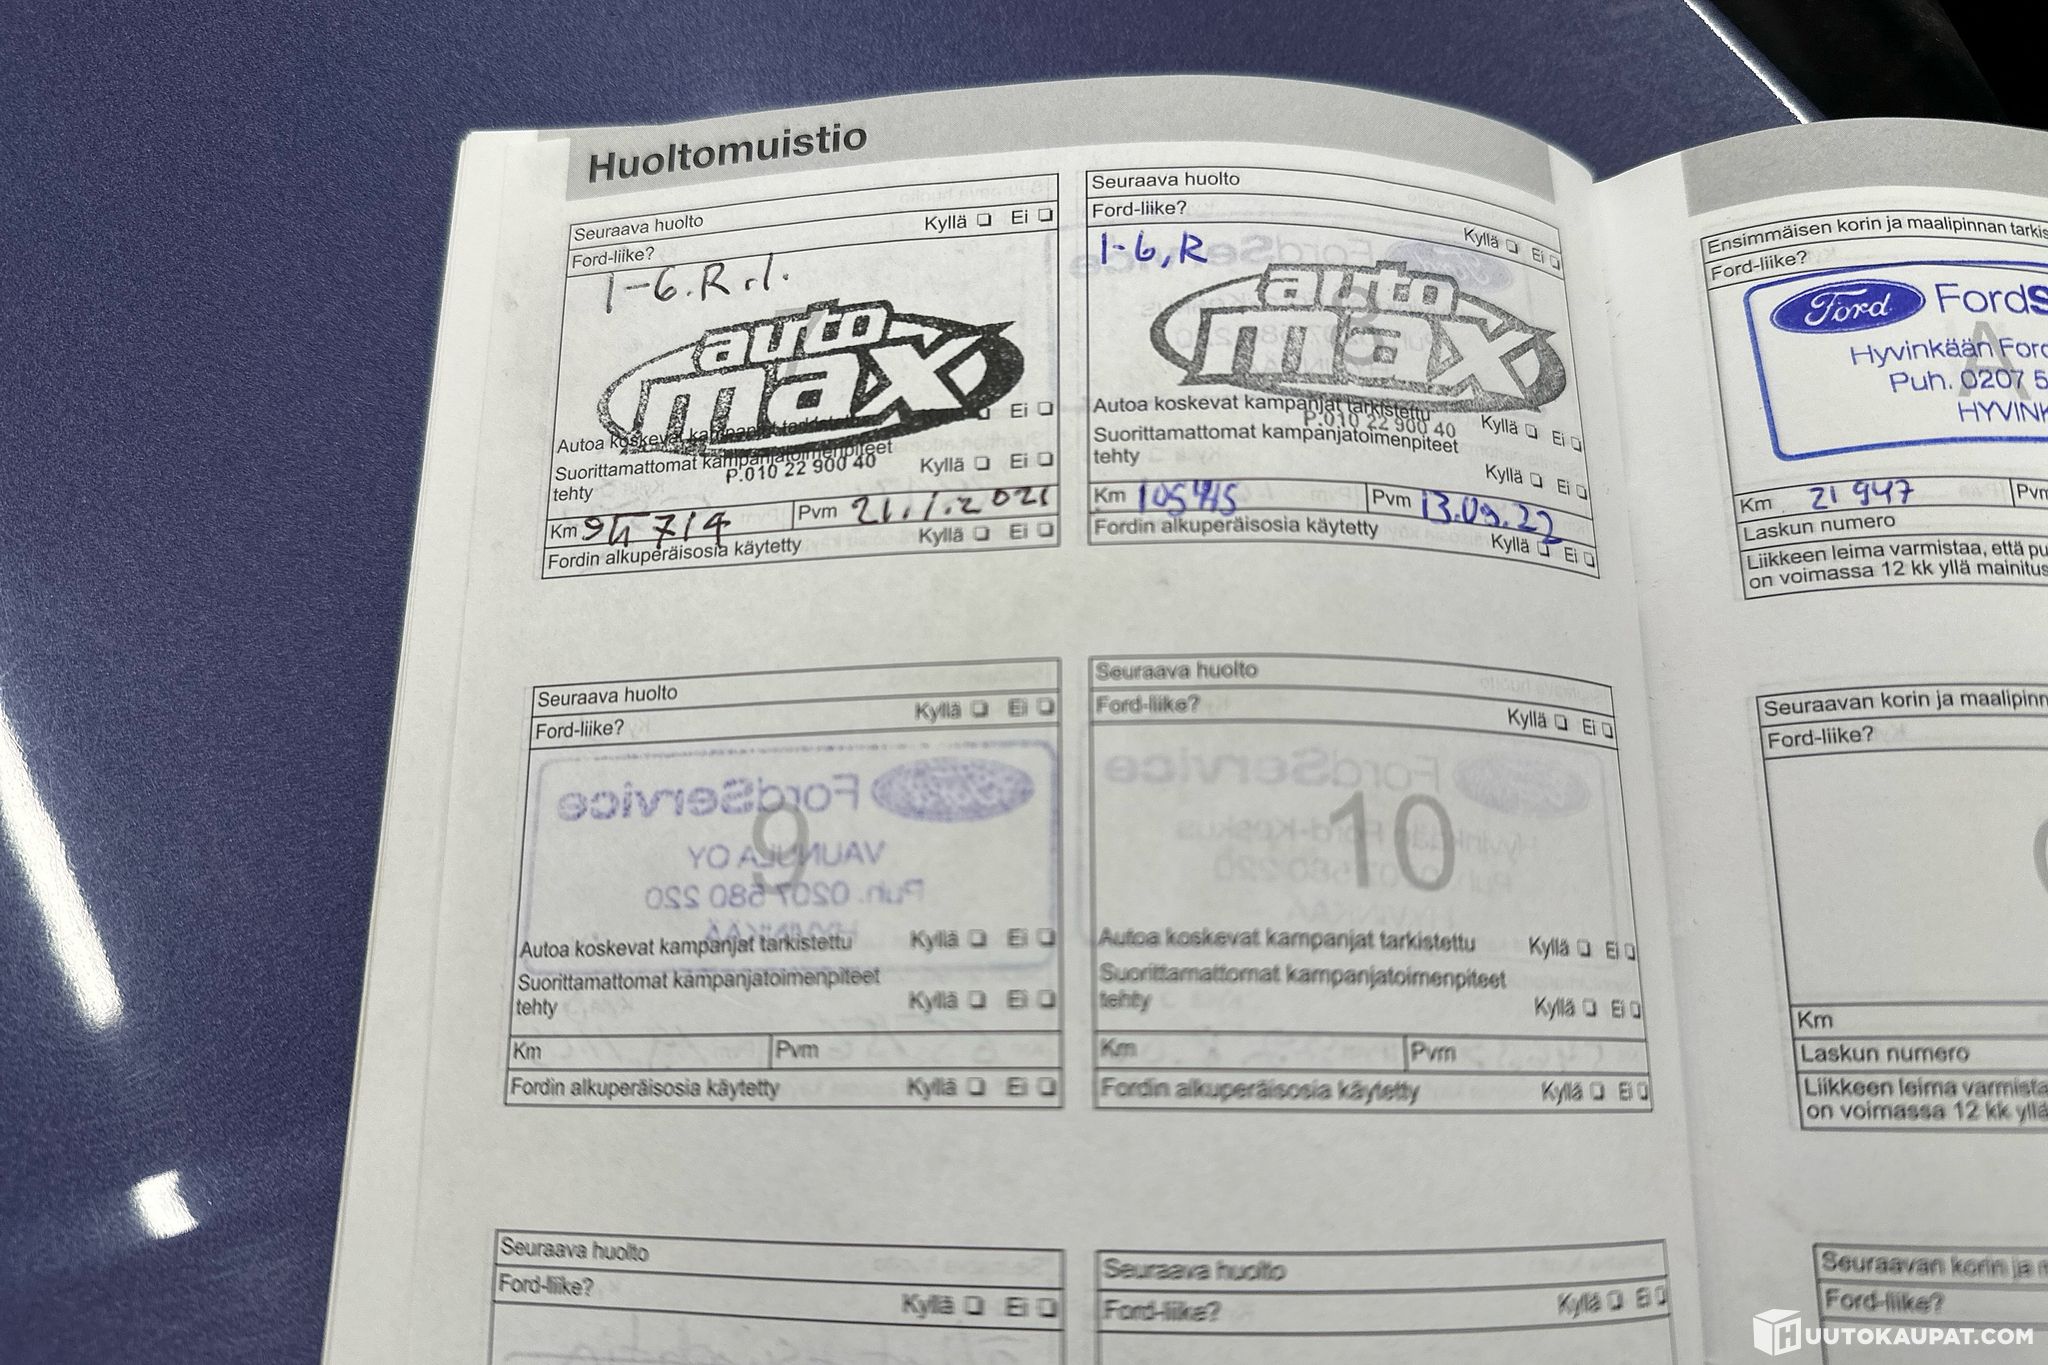 Huoltomuistio
Seuraava huolto
Ford-liike? Kyllä Ei
1-6.R.1.
auto
max
Autoa koskevat kampanjat tarkistettu Ei
Suorittamattomat kampanjatoimenpiteet
P.010 22 900 40
tehty Kyllä Ei
Km Pvm 21.1.2021
Fordin alkuperäisosia käytetty Kyllä Ei
Seuraava huolto
Ford-liike? Kyllä Ei
1-6, R
auto
max
8
Autoa koskevat kampanjat tarkistettu Kyllä Ei
P.010 22 900 40
Suorittamattomat kampanjatoimenpiteet
tehty Kyllä Ei
Km Pvm 13.09.22
Fordin alkuperäisosia käytetty Kyllä Ei
Seuraava huolto
Ford-liike? Kyllä Ei
FordService
VAUNULA OY
Puh. 0207 580 220
9
Autoa koskevat kampanjat tarkistettu Kyllä Ei
Suorittamattomat kampanjatoimenpiteet
tehty Kyllä Ei
Km Pvm
Fordin alkuperäisosia käytetty Kyllä Ei
Seuraava huolto
Ford-liike? Kyllä Ei
FordService
Hyvinkään Ford-Keskus
10
Autoa koskevat kampanjat tarkistettu Kyllä Ei
Suorittamattomat kampanjatoimenpiteet
tehty Kyllä Ei
Km Pvm
Fordin alkuperäisosia käytetty Kyllä Ei
Seuraava huolto
Ford-liike? Kyllä Ei
Seuraava huolto
Ford-liike? Kyllä Ei
Ensimmäisen korin ja maalipinnan tarkis
Ford-liike?
Ford FordS
Hyvinkään Ford
Puh. 0207 5
HYVINK
A
Km 21 947 Pvm
Laskun numero
Liikkeen leima varmistaa, että pu
on voimassa 12 kk yllä mainitus
Seuraavan korin ja maalipinn
Ford-liike?
Km
Laskun numero
Liikkeen leima varmista
on voimassa 12 kk yllä
Seuraavan korin ja m
Ford-liike?
HUUTOKAUPAT.COM